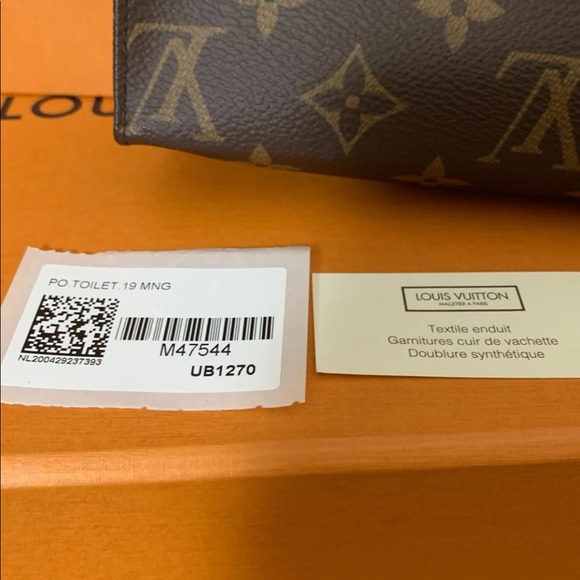 PO.TOILET.19 MNG
NL200429237393
M47544
UB1270
LOUIS VUITTON
MALLETIER A PARIS
Textile enduit
Garnitures cuir de vachette
Doublure synthétique